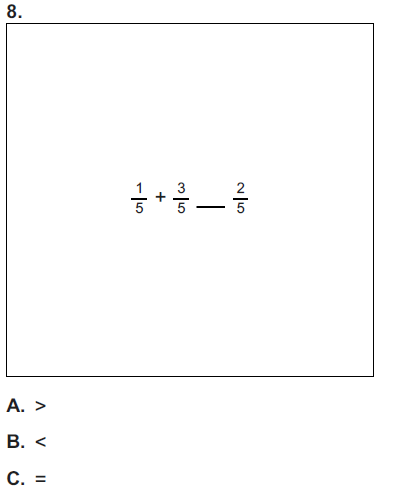 8.
1/5 + 3/5 __ 2/5
A. >
B. <
C. =